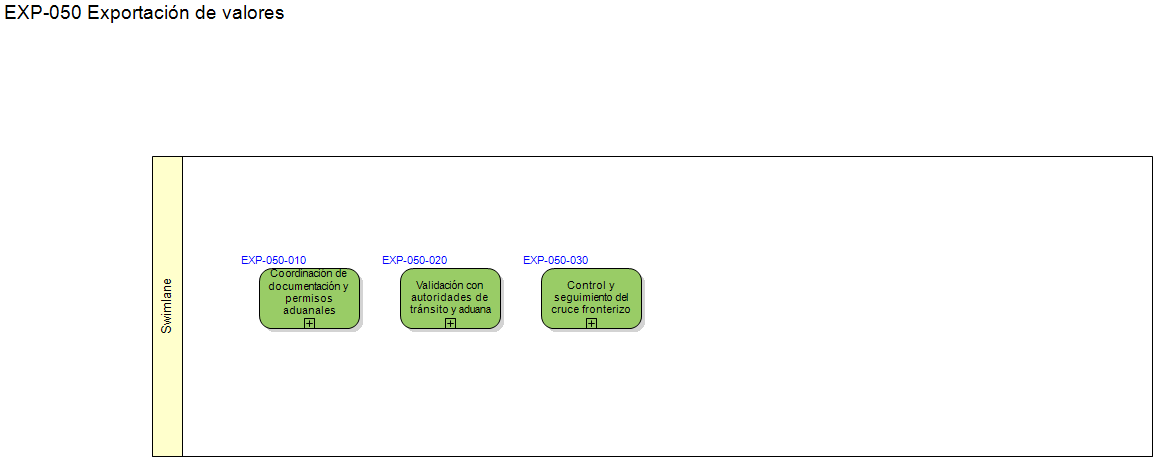 EXP-050 Exportación de valores
EXP-050-010
EXP-050-020
EXP-050-030
Coordinación de
documentación y
permisos
aduanales
Validación con
autoridades de
tránsito y aduana
Control y
seguimiento del
cruce fronterizo
Swimlane